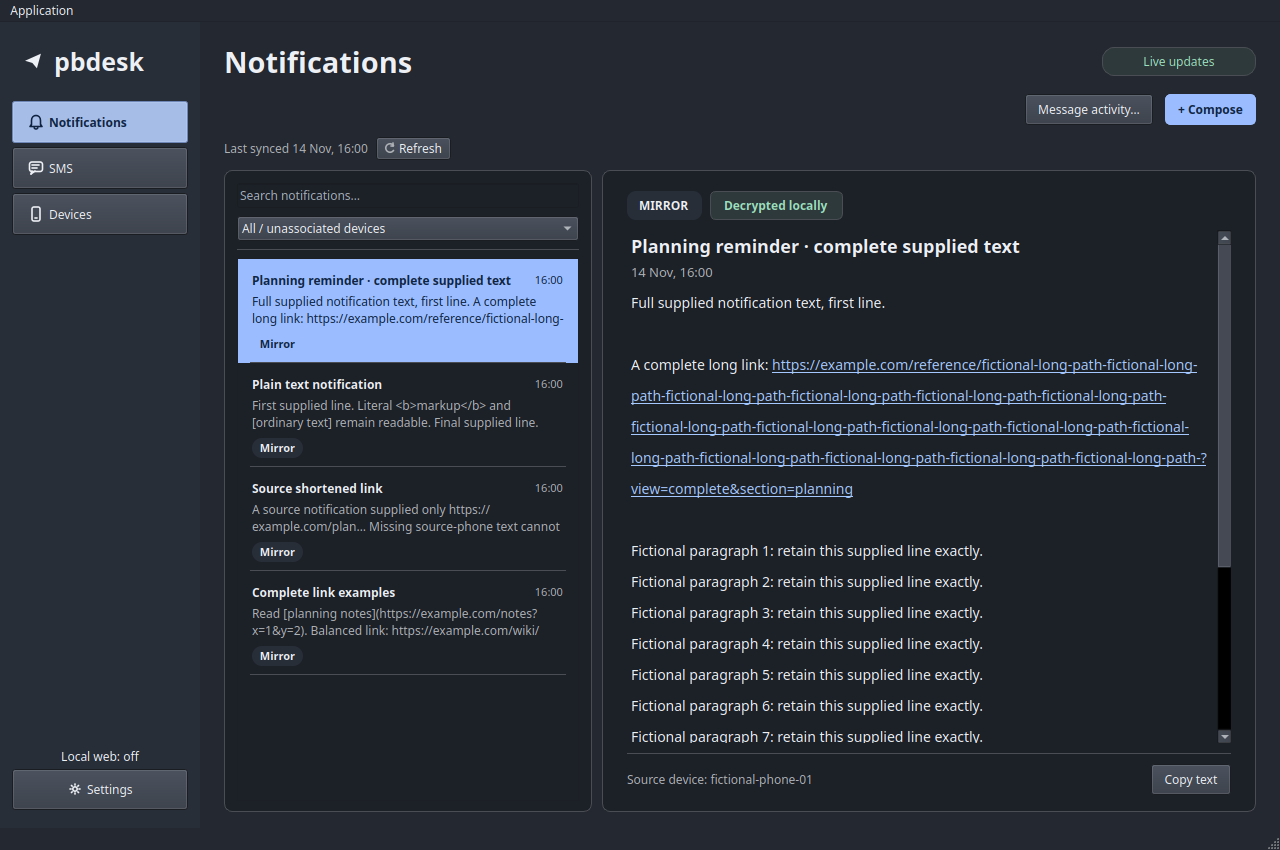 Application
pbdesk
Notifications
SMS
Devices
Local web: off
Settings
Notifications
Live updates
Message activity...
+ Compose
Last synced 14 Nov, 16:00
Refresh
Search notifications...
All / unassociated devices
Planning reminder · complete supplied text
16:00
Full supplied notification text, first line. A complete
long link: https://example.com/reference/fictional-long-
Mirror
Plain text notification
16:00
First supplied line. Literal <b>markup</b> and
[ordinary text] remain readable. Final supplied line.
Mirror
Source shortened link
16:00
A source notification supplied only https://
example.com/plan... Missing source-phone text cannot
Mirror
Complete link examples
16:00
Read [planning notes](https://example.com/notes?
x=1&y=2). Balanced link: https://example.com/wiki/
Mirror
MIRROR
Decrypted locally
Planning reminder · complete supplied text
14 Nov, 16:00
Full supplied notification text, first line.
A complete long link: https://example.com/reference/fictional-long-path-fictional-long-
path-fictional-long-path-fictional-long-path-fictional-long-path-fictional-long-path-
fictional-long-path-fictional-long-path-fictional-long-path-fictional-long-path-fictional-
long-path-fictional-long-path-fictional-long-path-fictional-long-path-fictional-long-path-?
view=complete&section=planning
Fictional paragraph 1: retain this supplied line exactly.
Fictional paragraph 2: retain this supplied line exactly.
Fictional paragraph 3: retain this supplied line exactly.
Fictional paragraph 4: retain this supplied line exactly.
Fictional paragraph 5: retain this supplied line exactly.
Fictional paragraph 6: retain this supplied line exactly.
Fictional paragraph 7: retain this supplied line exactly.
Source device: fictional-phone-01
Copy text